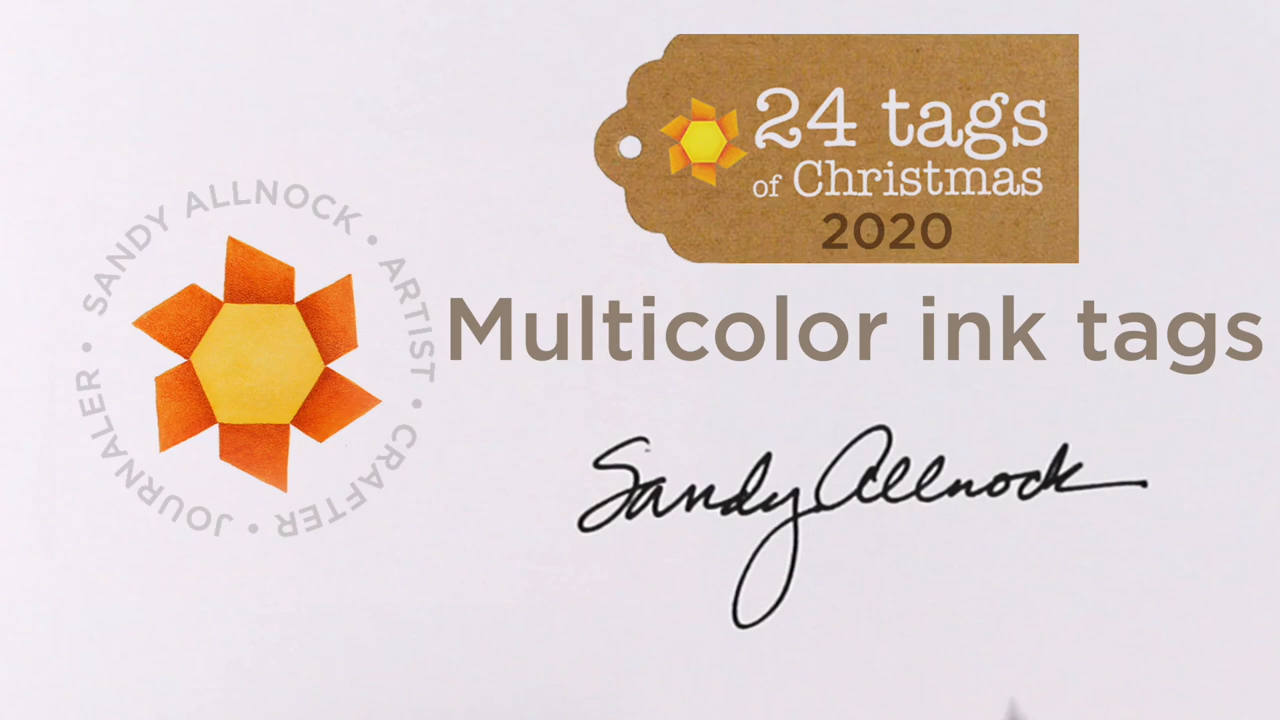 SANDY ALLNOCK • ARTIST • CRAFTER • JOURNALER •
24 tags
of Christmas
2020
Multicolor ink tags
Sandy Allnock